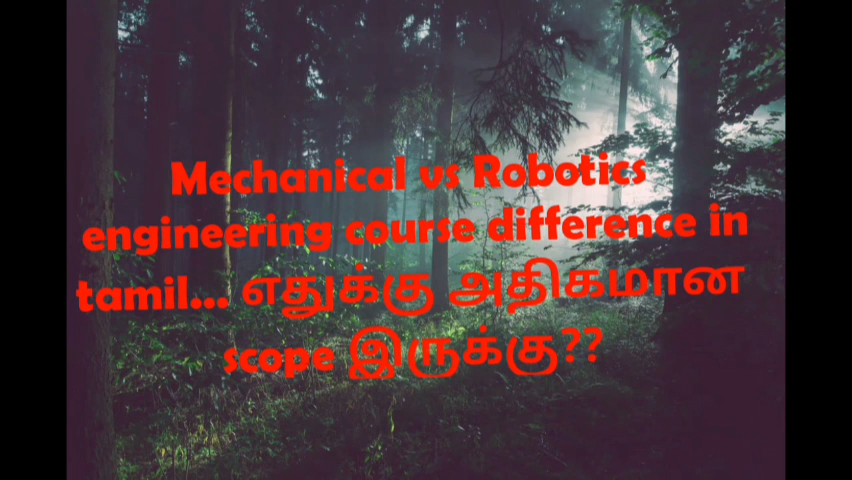 Mechanical vs Robotics
engineering course difference in
tamil... எதுக்கு அதிகமான
scope இருக்கு??